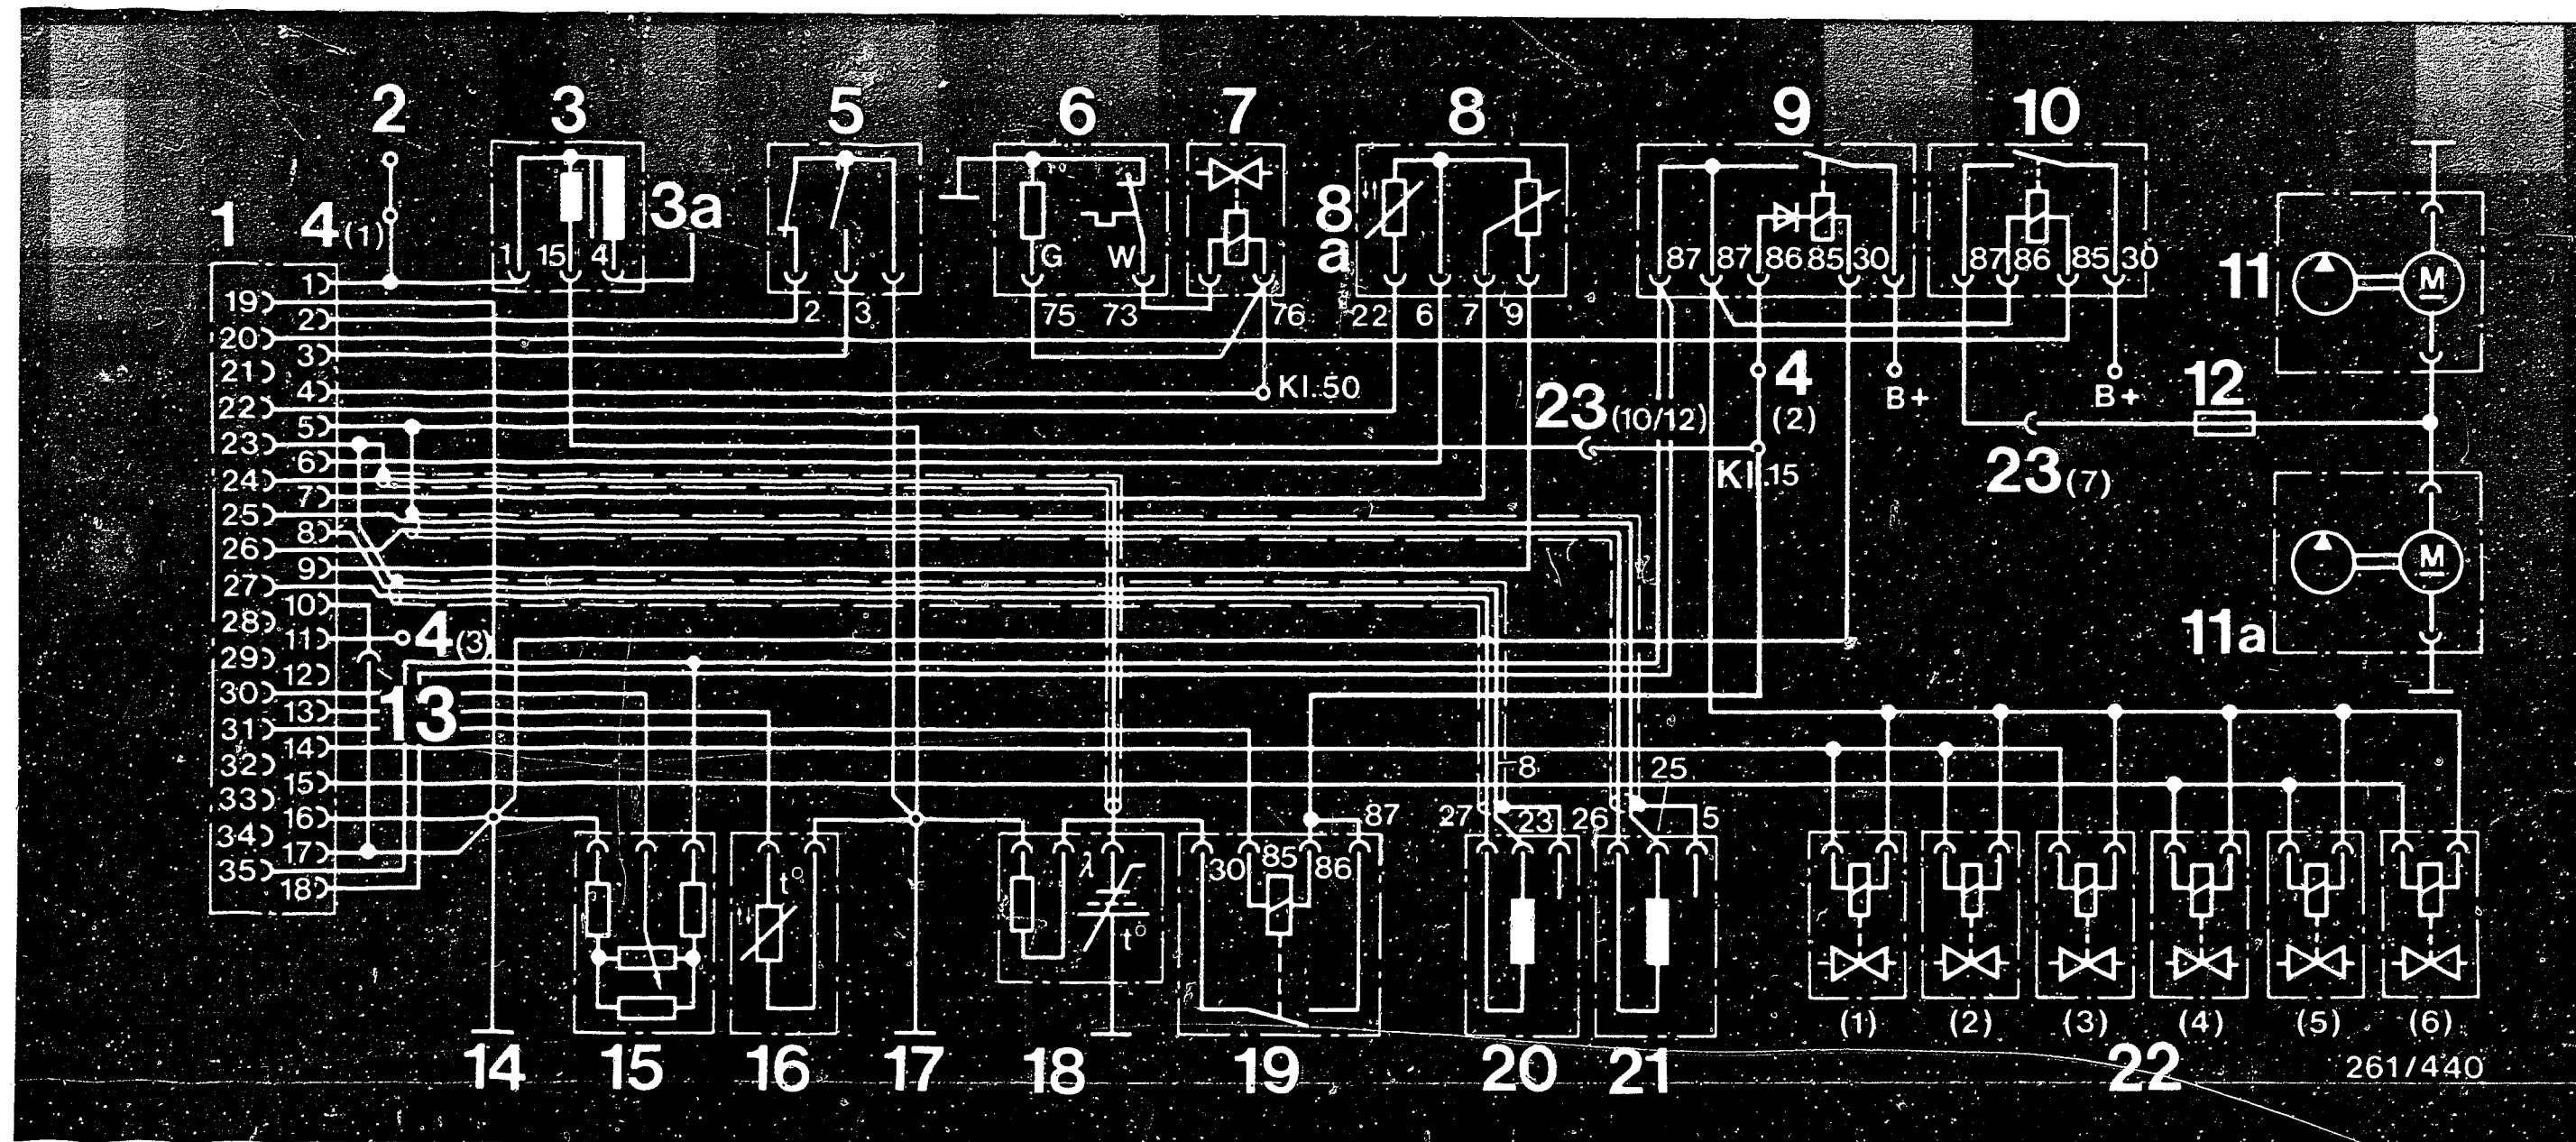 2 3 5 6 7 8 9 10
1 4(1) 3a 8a 11
1 15 4
G W
87 87 86 85 30
87 86 85 30
t°
M
2 3 75 73 76 22 6 7 9
1
19
2
20
3
21
4
22
5
23
6
24
7
25
8
26
9
27
10
28
11
29
12
30
13
31
14
32
15
33
16
34
17
35
18
Kl.50
23(10/12)
4(2)
B+
B+
12
Kl.15
23(7)
M
11a
4(3)
13
8 25
27 23 26 5
87
30 85 86
λ
t°
t°
(1) (2) (3) (4) (5) (6)
14 15 16 17 18 19 20 21 22
261/440